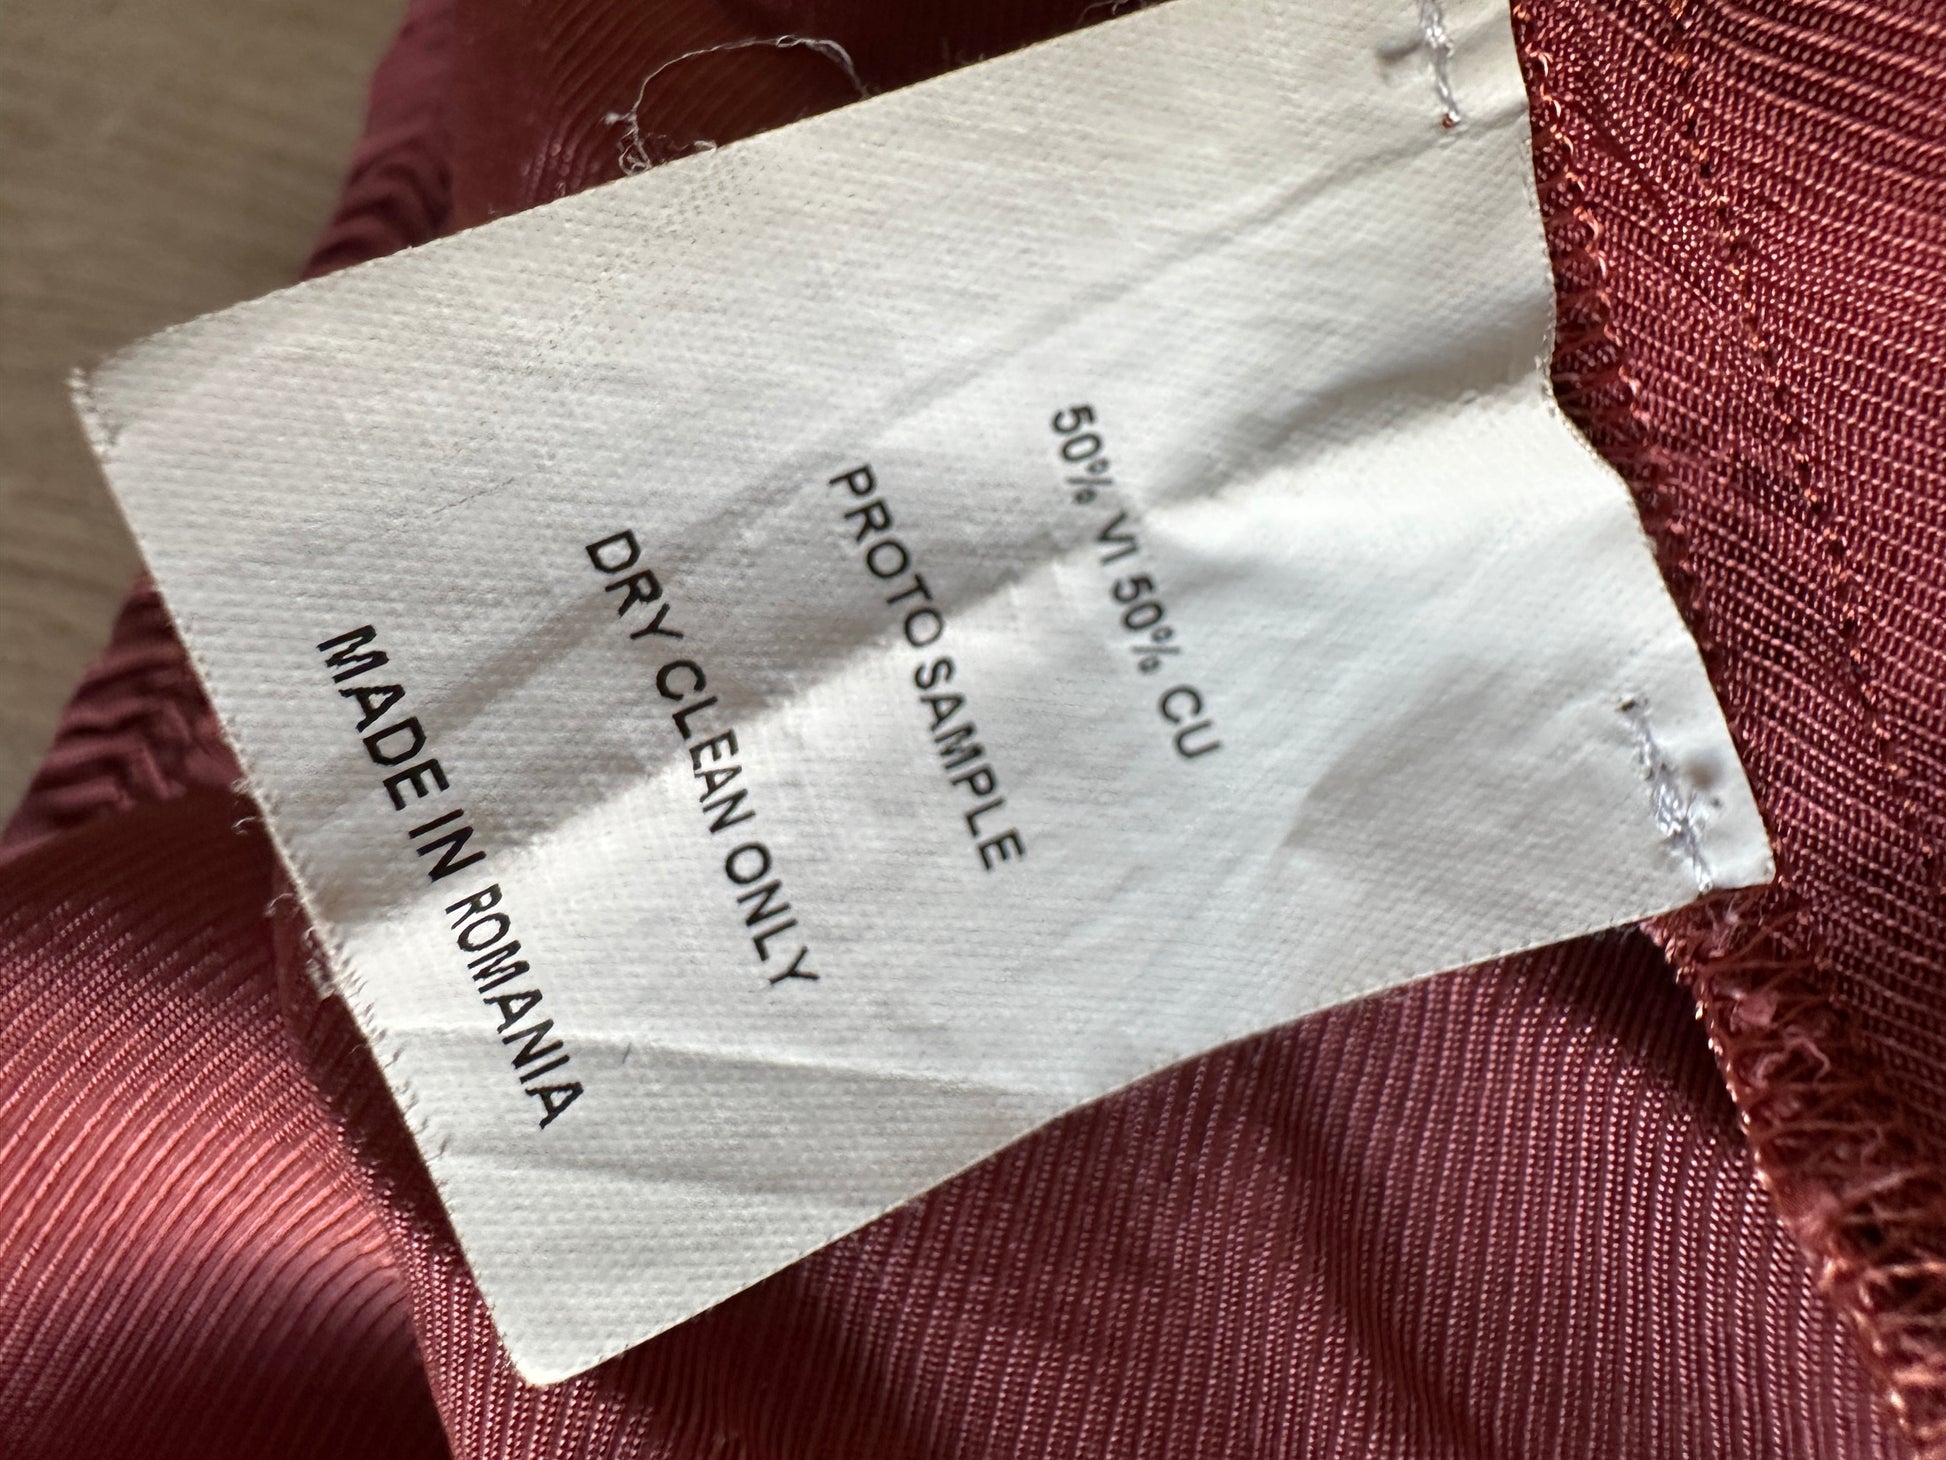 50% VI 50% CU
PROTO SAMPLE
DRY CLEAN ONLY
MADE IN ROMANIA